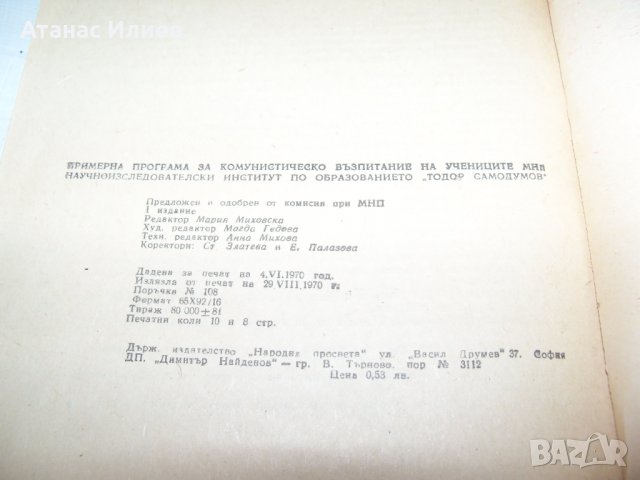 Атанас Илиев
ПРИМЕРНА ПРОГРАМА ЗА КОМУНИСТИЧЕСКО ВЪЗПИТАНИЕ НА УЧЕНИЦИТЕ МНП
НАУЧНОИЗСЛЕДОВАТЕЛСКИ ИНСТИТУТ ПО ОБРАЗОВАНИЕТО „ТОДОР САМОДУМОВ"
Предложен и одобрен от комисия при МНП
I издание
Редактор Мария Миховска
Худ. редактор Магда Гедова
Техн. редактор Анна Михова
Коректори: Ст. Златева и Е. Палазова
Дадена за печат на 4.VI.1970 год.
Излязла от печат на 29 VIII.1970 г.
Поръчка № 108
Формат 65X92/16
Тираж 80 000+81
Печатни коли 10 и 8 стр.
Държ. издателство „Народна просвета" ул. „Васил Друмев" 37. София
ДП. „Димитър Найденов" — гр. В. Търново, пор № 3112
Цена 0,53 лв.
BAZAR